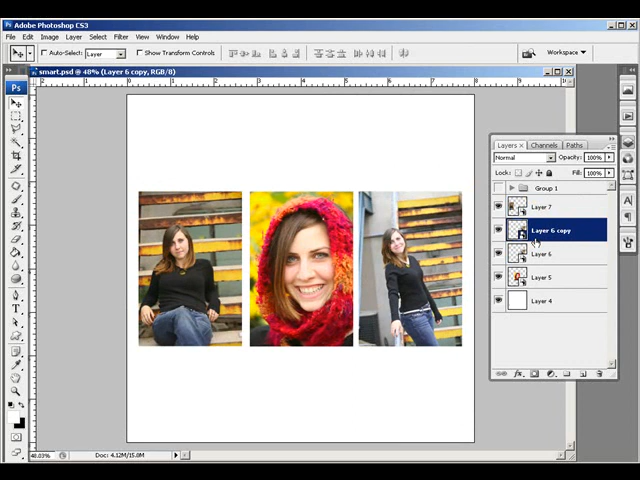 Adobe Photoshop CS3
File Edit Image Layer Select Filter View Window Help
Auto-Select: Layer Show Transform Controls Workspace
smart.psd @ 48% (Layer 6 copy, RGB/8)
Ps
Layers x Channels Paths
Normal Opacity: 100%
Lock: Fill: 100%
Group 1
Layer 7
Layer 6 copy
Layer 6
Layer 5
Layer 4
48.03% Doc: 4.12M/15.0M